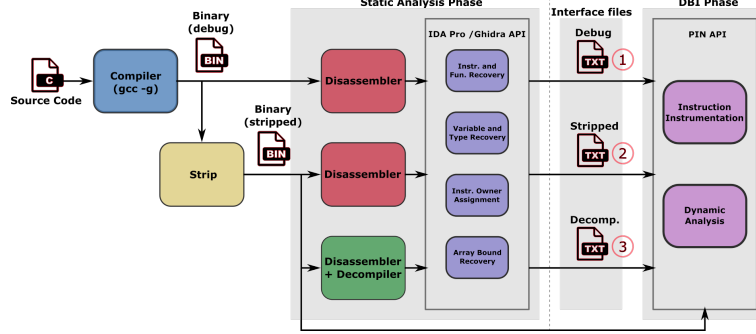 Static Analysis Phase
Interface files
DBI Phase
Binary
(debug)
BIN
C
Source Code
Compiler
(gcc -g)
Disassembler
IDA Pro /Ghidra API
Instr. and
Fun. Recovery
Debug
TXT
1
PIN API
Instruction
Instrumentation
Binary
(stripped)
BIN
Strip
Disassembler
Variable and
Type Recovery
Instr. Owner
Assignment
Stripped
TXT
2
Dynamic
Analysis
Disassembler
+ Decompiler
Array Bound
Recovery
Decomp.
TXT
3